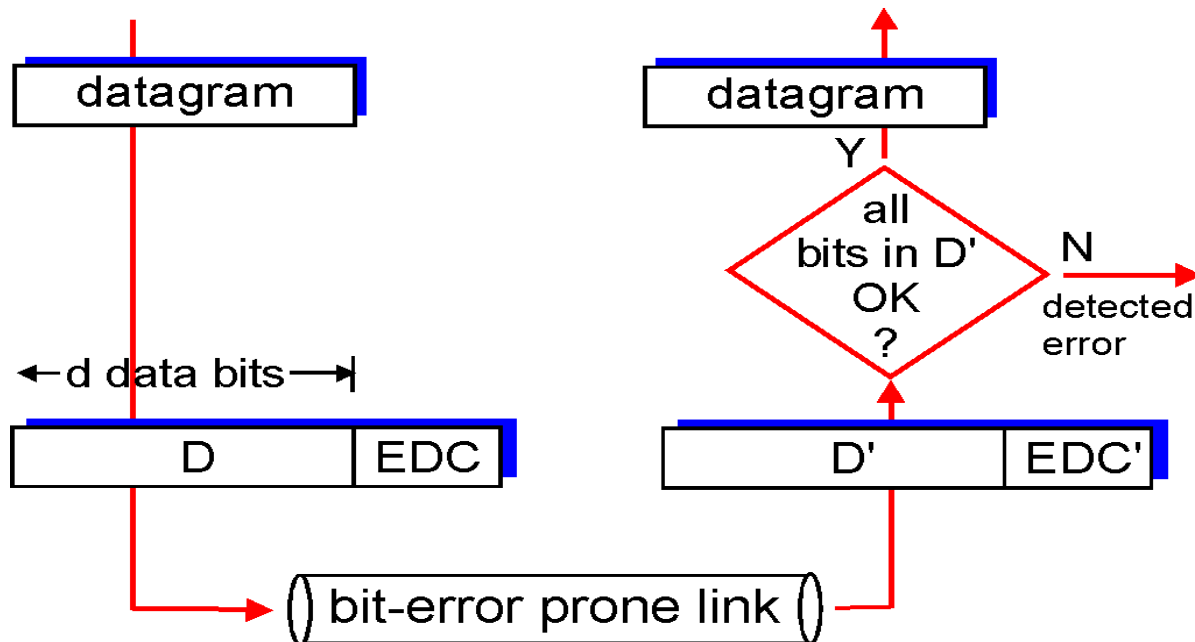 datagram
d data bits
D EDC
bit-error prone link
datagram
Y
all
bits in D'
OK
?
N
detected
error
D' EDC'